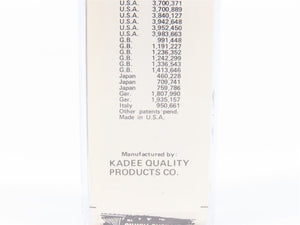 U.S.A. 3,700,371
U.S.A. 3,700,889
U.S.A. 3,840,127
U.S.A. 3,942,648
U.S.A. 3,952,450
U.S.A. 3,983,663
G.B. 991,448
G.B. 1,191,227
G.B. 1,236,352
G.B. 1,242,299
G.B. 1,336,543
G.B. 1,413,646
Japan 460,228
Japan 709,741
Japan 759,786
Ger. 1,807,990
Ger. 1,935,157
Italy 950,661
Other patents pend.
Made in U.S.A.
Manufactured by:
KADEE QUALITY
PRODUCTS CO.